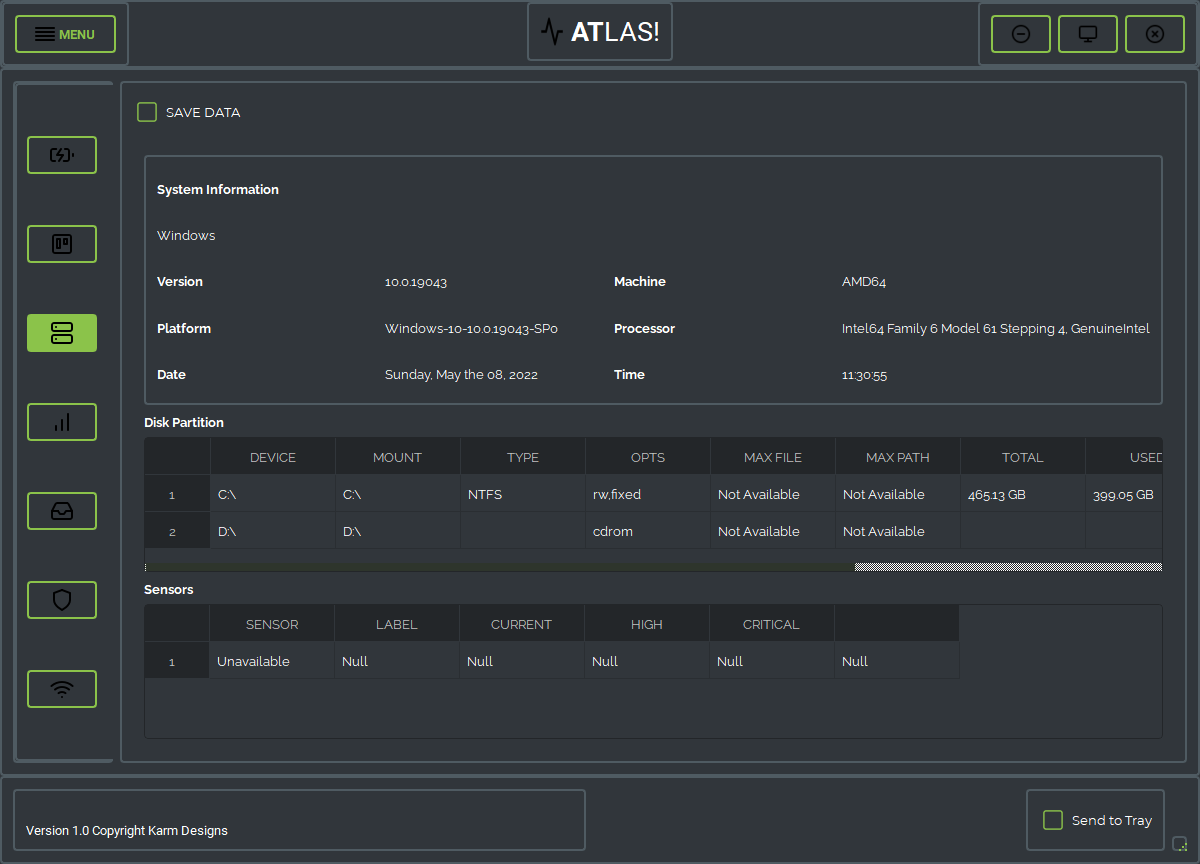 MENU
ATLAS!
SAVE DATA
System Information
Windows
Version 10.0.19043 Machine AMD64
Platform Windows-10-10.0.19043-SP0 Processor Intel64 Family 6 Model 61 Stepping 4, GenuineIntel
Date Sunday, May the 08, 2022 Time 11:30:55
Disk Partition
DEVICE MOUNT TYPE OPTS MAX FILE MAX PATH TOTAL USED
1 C:\ C:\ NTFS rw,fixed Not Available Not Available 465.13 GB 399.05 GB
2 D:\ D:\ cdrom Not Available Not Available
Sensors
SENSOR LABEL CURRENT HIGH CRITICAL
1 Unavailable Null Null Null Null Null
Version 1.0 Copyright Karm Designs
Send to Tray